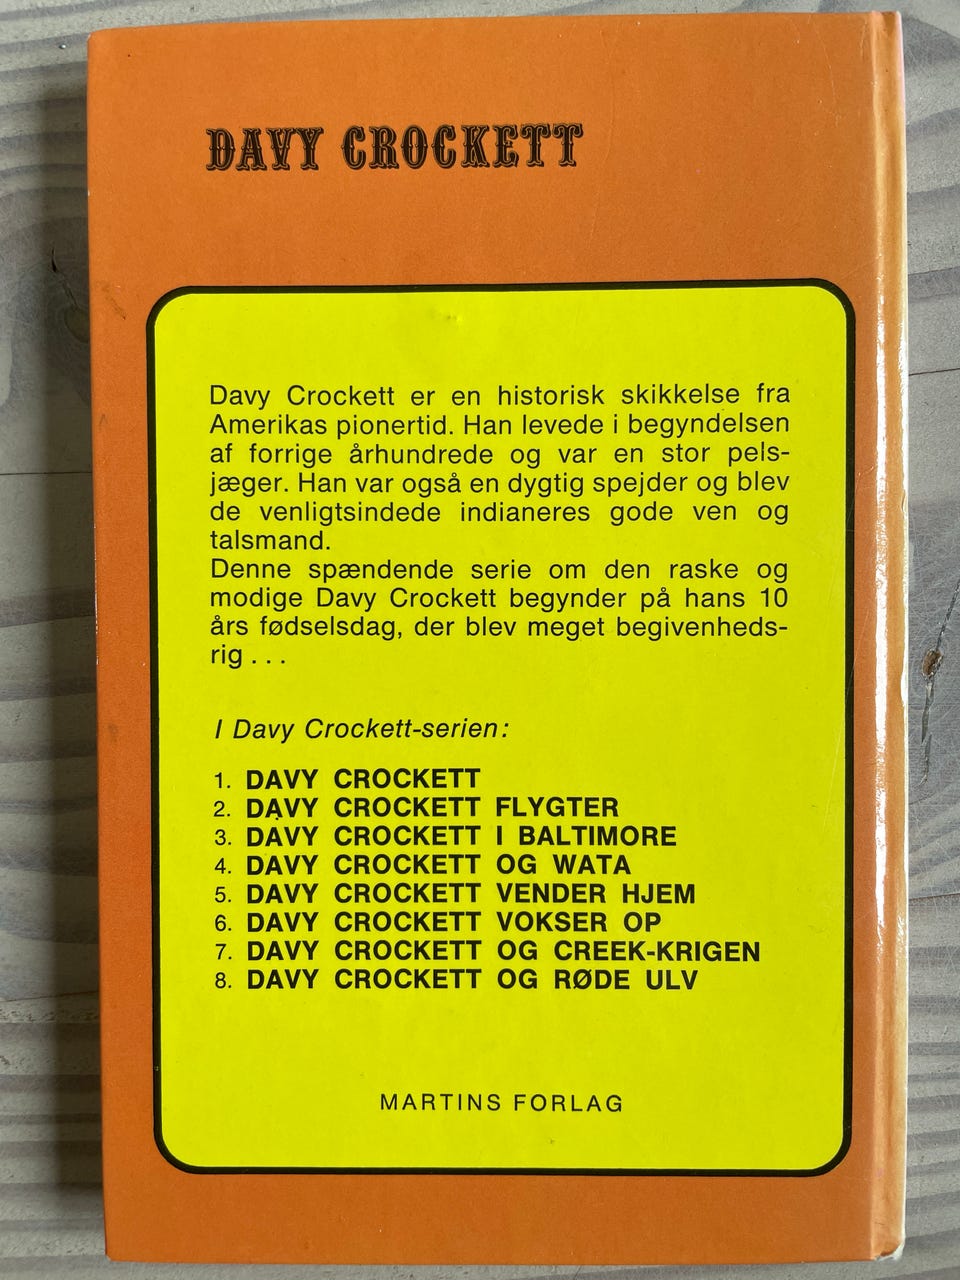 DAVY CROCKETT
Davy Crockett er en historisk skikkelse fra
Amerikas pionertid. Han levede i begyndelsen
af forrige århundrede og var en stor pels-
jæger. Han var også en dygtig spejder og blev
de venligtsindede indianeres gode ven og
talsmand.
Denne spændende serie om den raske og
modige Davy Crockett begynder på hans 10
års fødselsdag, der blev meget begivenheds-
rig . . .
I Davy Crockett-serien:
1. DAVY CROCKETT
2. DAVY CROCKETT FLYGTER
3. DAVY CROCKETT I BALTIMORE
4. DAVY CROCKETT OG WATA
5. DAVY CROCKETT VENDER HJEM
6. DAVY CROCKETT VOKSER OP
7. DAVY CROCKETT OG CREEK-KRIGEN
8. DAVY CROCKETT OG RØDE ULV
MARTINS FORLAG